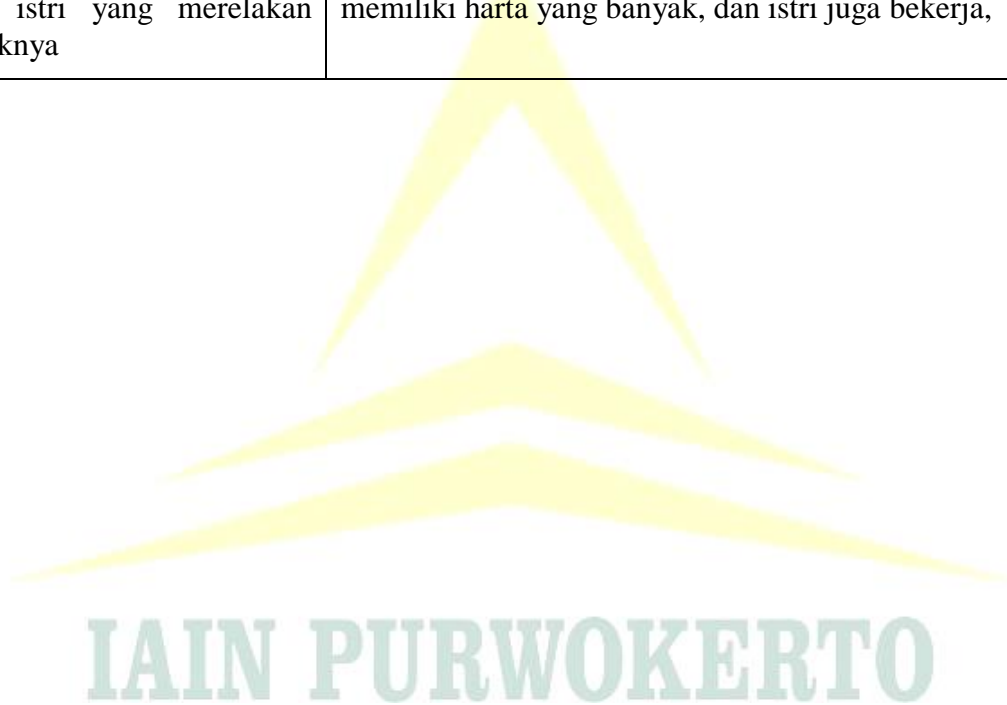 istri yang merelakan
knya
memiliki harta yang banyak, dan istri juga bekerja,
IAIN PURWOKERTO